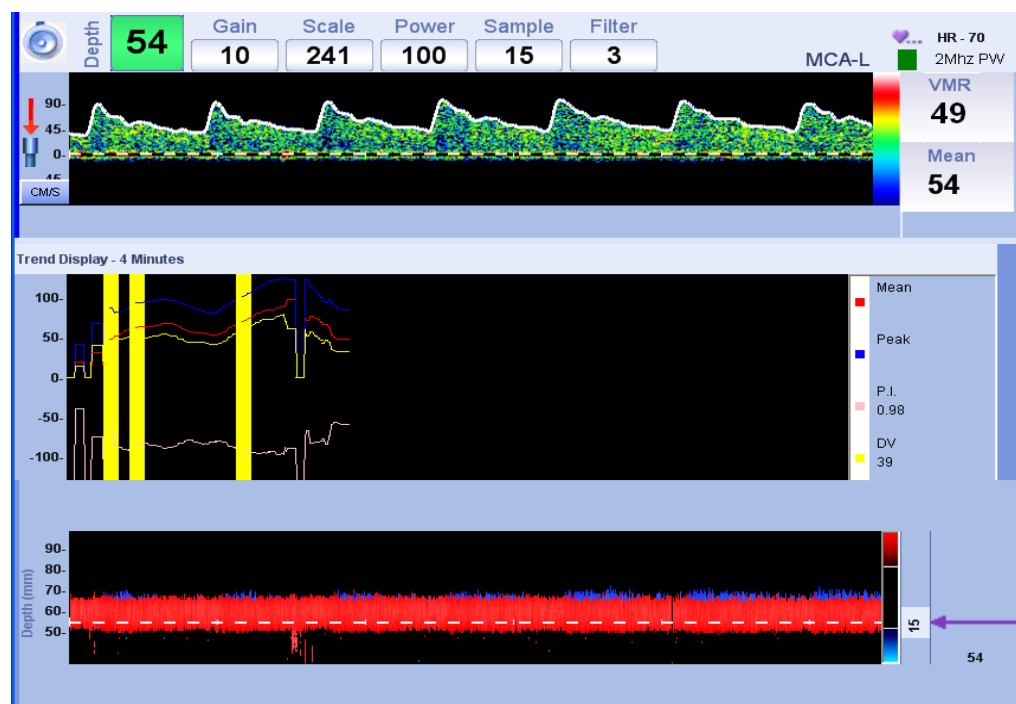 Depth
54
Gain
10
Scale
241
Power
100
Sample
15
Filter
3
MCA-L
HR - 70
2Mhz PW
90-
45-
0-
45
CM/S
VMR
49
Mean
54
Trend Display - 4 Minutes
100-
50-
0-
-50-
-100-
Mean
Peak
P.I.
0.98
DV
39
Depth (mm)
90-
80-
70-
60-
50-
15
54